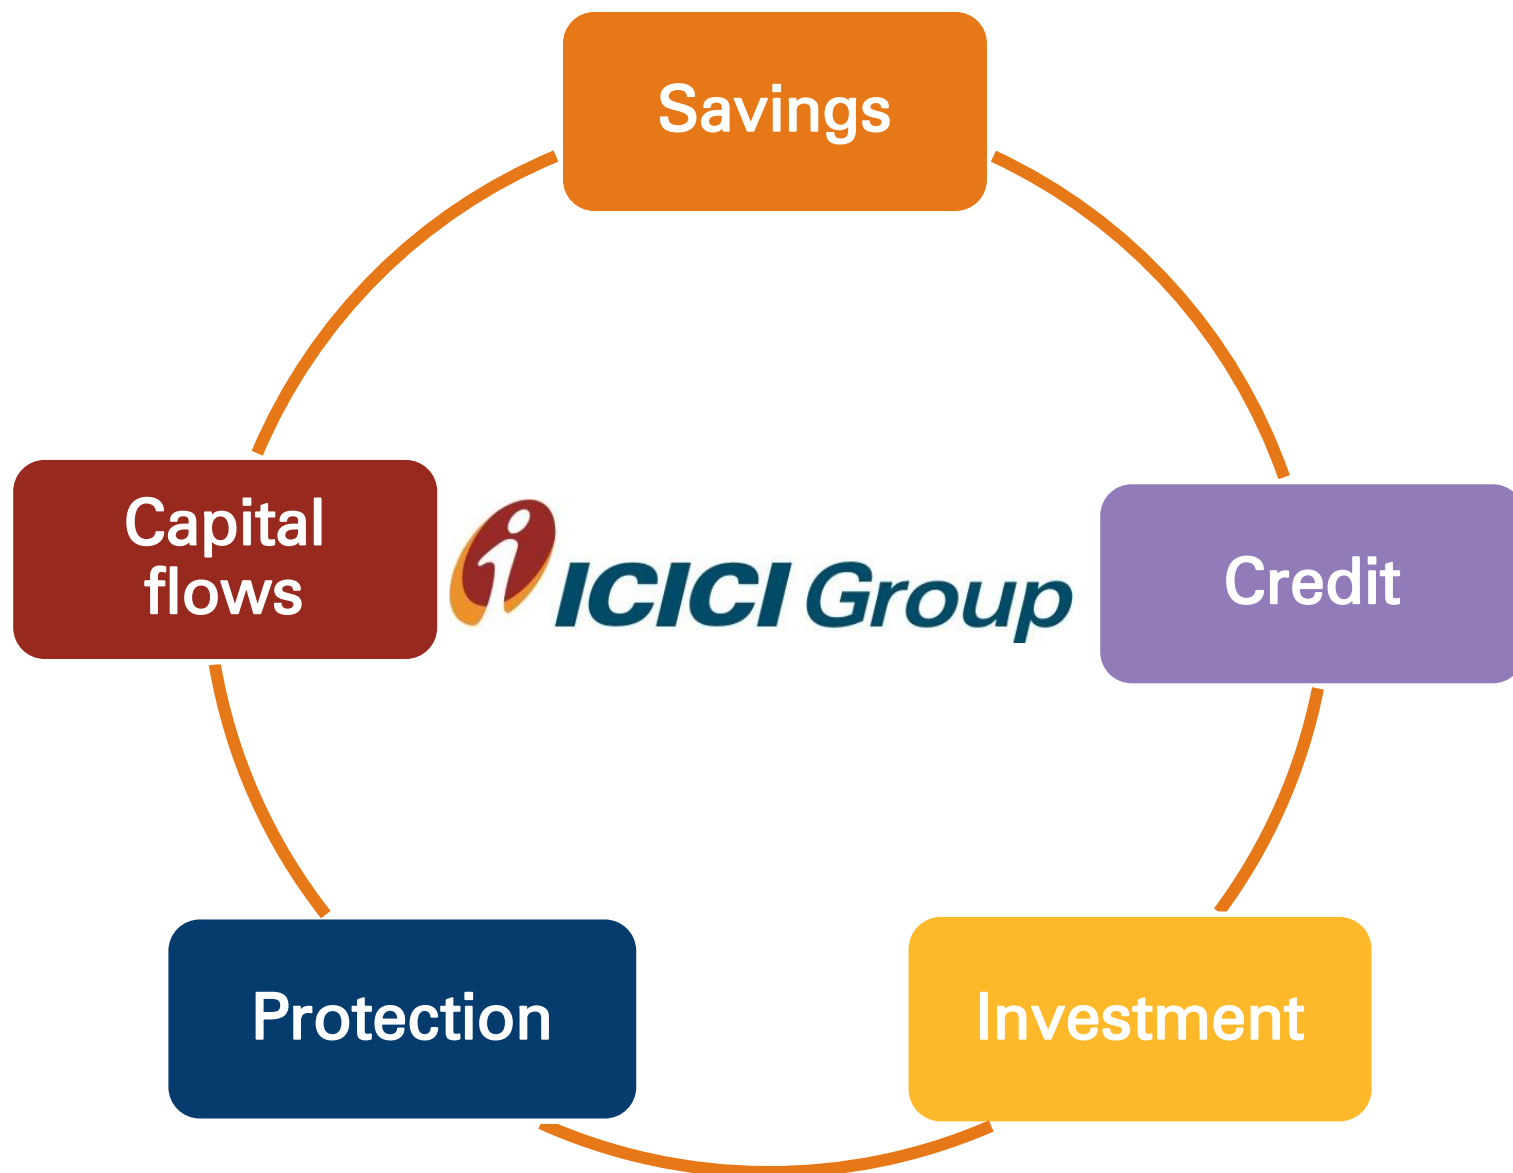 Savings
Capital
flows
ICICI Group
Credit
Protection
Investment